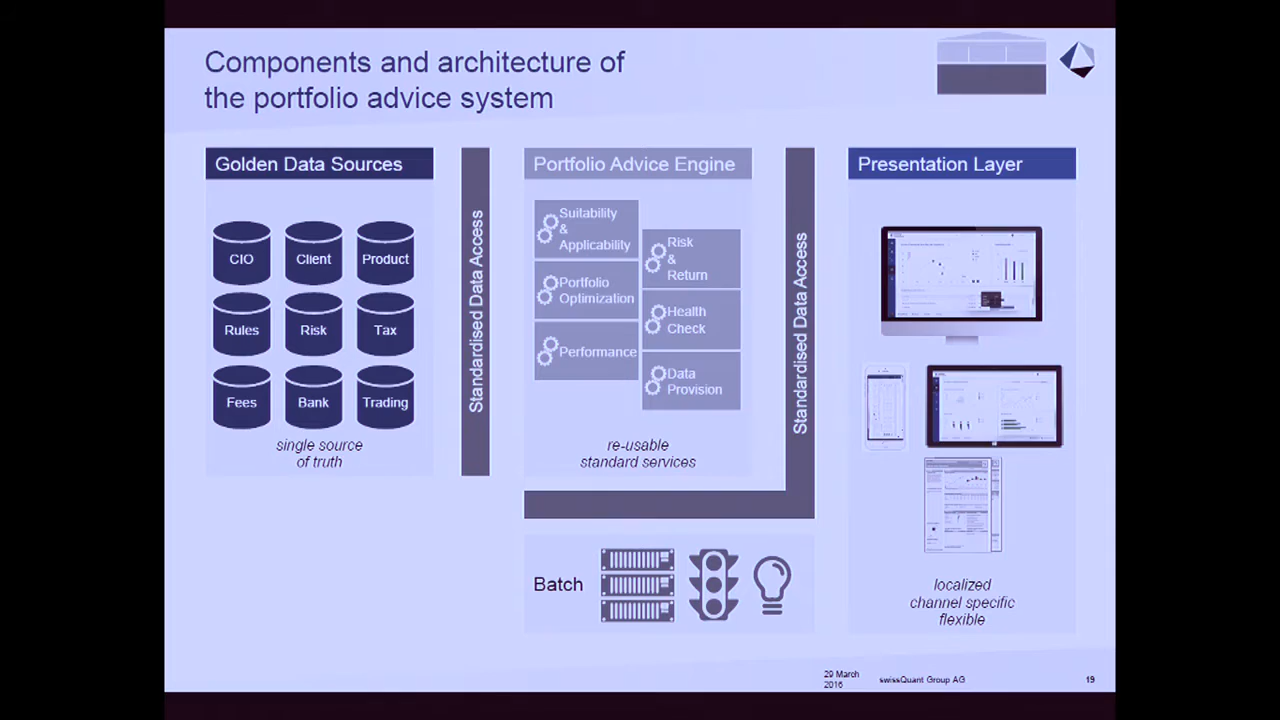 Components and architecture of
the portfolio advice system
Golden Data Sources
CIO
Client
Product
Rules
Risk
Tax
Fees
Bank
Trading
single source
of truth
Standardised Data Access
Portfolio Advice Engine
Suitability
&
Applicability
Portfolio
Optimization
Performance
Risk
&
Return
Health
Check
Data
Provision
re-usable
standard services
Standardised Data Access
Batch
Presentation Layer
localized
channel specific
flexible
29 March
2016
swissQuant Group AG
19